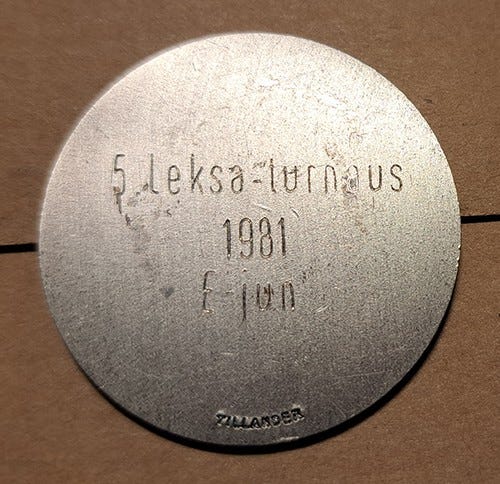 5 Leksa-turnaus
1981
E-jun
TILLANDER